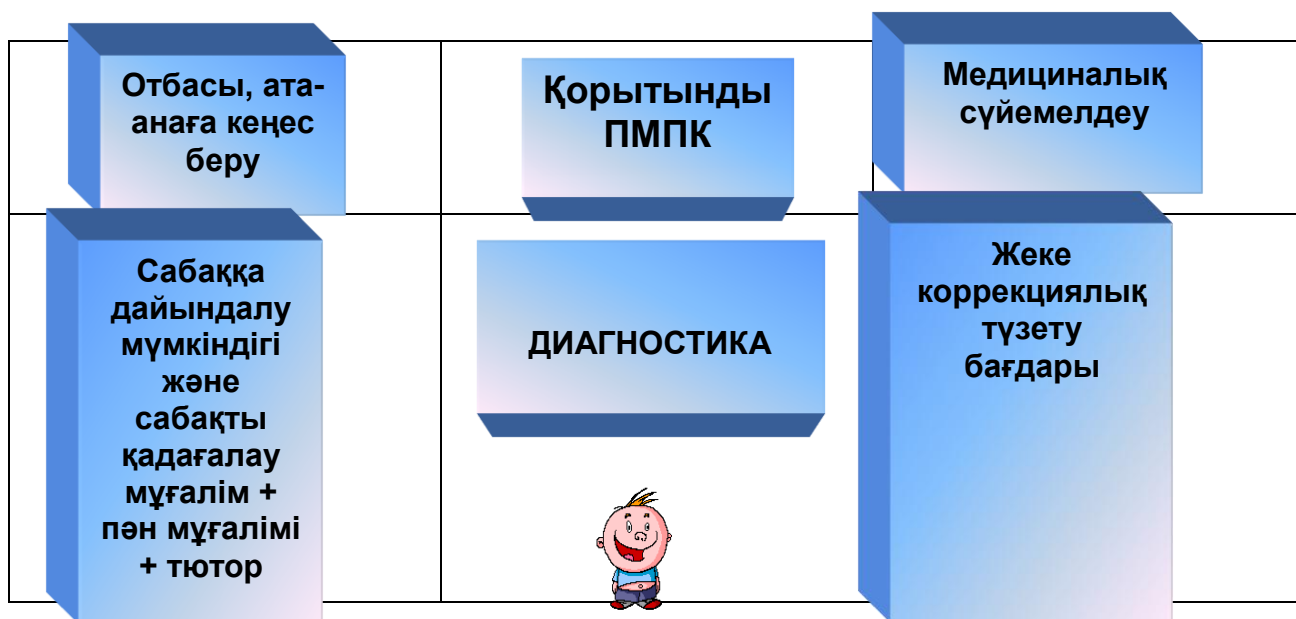 Отбасы, ата-
анаға кеңес
беру
Қорытынды
ПМПК
Медициналық
сүйемелдеу
Сабаққа
дайындалу
мүмкіндігі
және
сабақты
қадағалау
мұғалім +
пән мұғалімі
+ тютор
ДИАГНОСТИКА
Жеке
коррекциялық
түзету
бағдары